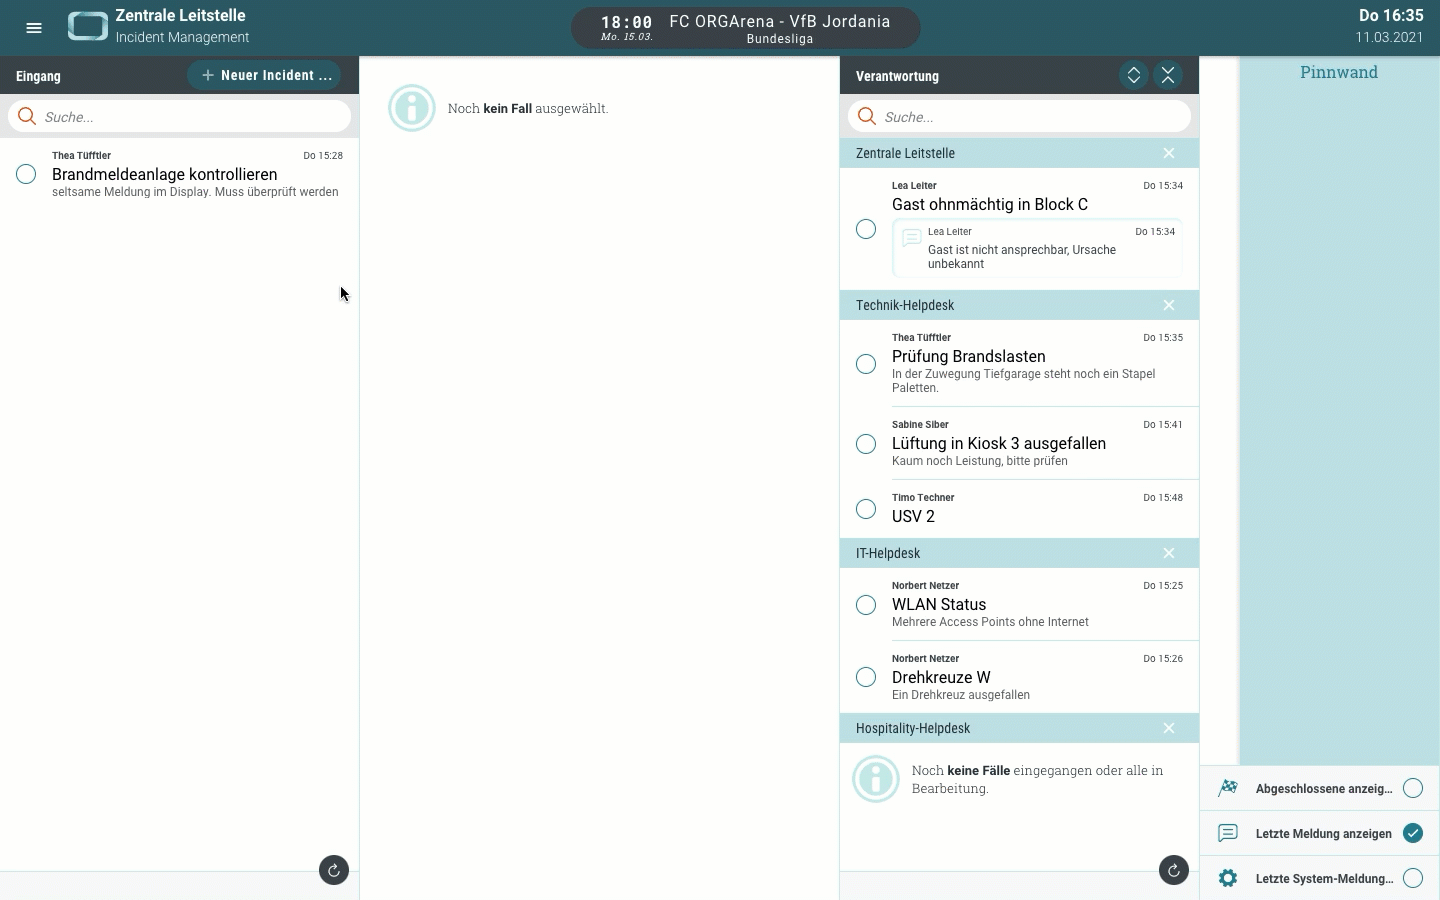 Zentrale Leitstelle
Incident Management
18:00
Mo. 15.03.
FC ORGArena - VfB Jordania
Bundesliga
Do 16:35
11.03.2021
Eingang
Neuer Incident ...
Suche...
Thea Tüfftler
Do 15:28
Brandmeldeanlage kontrollieren
seltsame Meldung im Display. Muss überprüft werden
Noch kein Fall ausgewählt.
Verantwortung
Suche...
Zentrale Leitstelle
Lea Leiter
Do 15:34
Gast ohnmächtig in Block C
Lea Leiter
Do 15:34
Gast ist nicht ansprechbar, Ursache
unbekannt
Technik-Helpdesk
Thea Tüfftler
Do 15:35
Prüfung Brandslasten
In der Zuwegung Tiefgarage steht noch ein Stapel
Paletten.
Sabine Siber
Do 15:41
Lüftung in Kiosk 3 ausgefallen
Kaum noch Leistung, bitte prüfen
Timo Techner
Do 15:48
USV 2
IT-Helpdesk
Norbert Netzer
Do 15:25
WLAN Status
Mehrere Access Points ohne Internet
Norbert Netzer
Do 15:26
Drehkreuze W
Ein Drehkreuz ausgefallen
Hospitality-Helpdesk
Noch keine Fälle eingegangen oder alle in
Bearbeitung.
Pinnwand
Abgeschlossene anzeig...
Letzte Meldung anzeigen
Letzte System-Meldung...